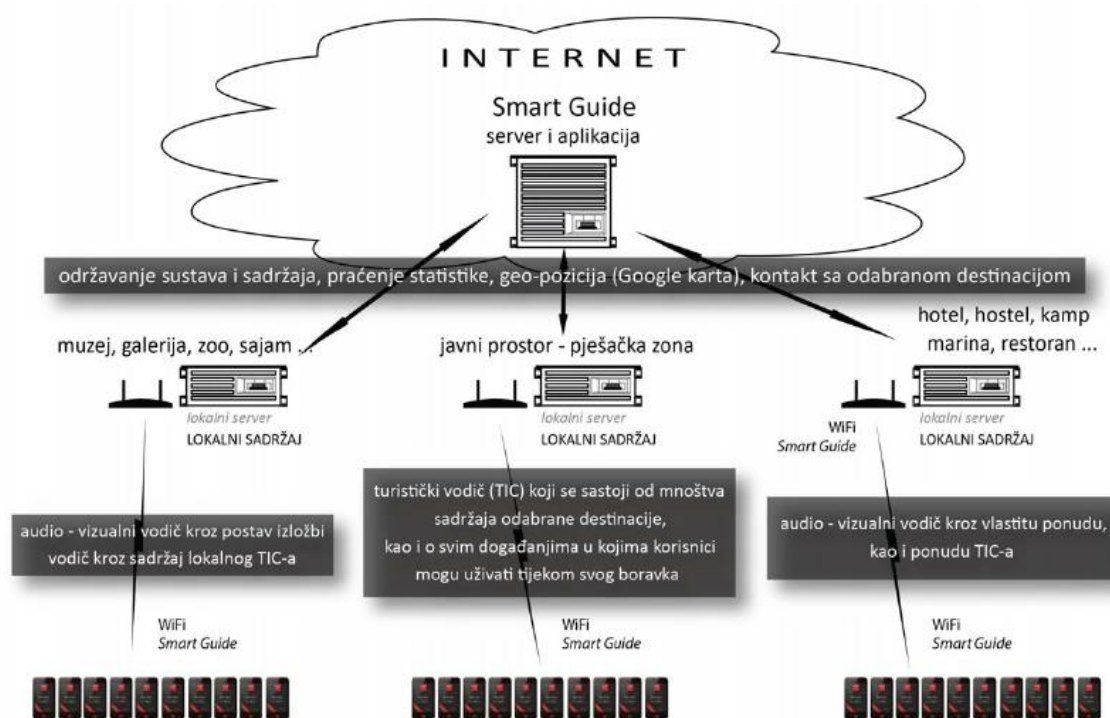 INTERNET
Smart Guide
server i aplikacija
održavanje sustava i sadržaja, praćenje statistike, geo-pozicija (Google karta), kontakt sa odabranom destinacijom
muzej, galerija, zoo, sajam ...
lokalni server
LOKALNI SADRŽAJ
audio - vizualni vodič kroz postav izložbi
vodič kroz sadržaj lokalnog TIC-a
WiFi
Smart Guide
javni prostor - pješačka zona
lokalni server
LOKALNI SADRŽAJ
turistički vodič (TIC) koji se sastoji od mnoštva
sadržaja odabrane destinacije,
kao i o svim događanjima u kojima korisnici
mogu uživati tijekom svog boravka
WiFi
Smart Guide
hotel, hostel, kamp
marina, restoran ...
WiFi
Smart Guide
lokalni server
LOKALNI SADRŽAJ
audio - vizualni vodič kroz vlastitu ponudu,
kao i ponudu TIC-a
WiFi
Smart Guide